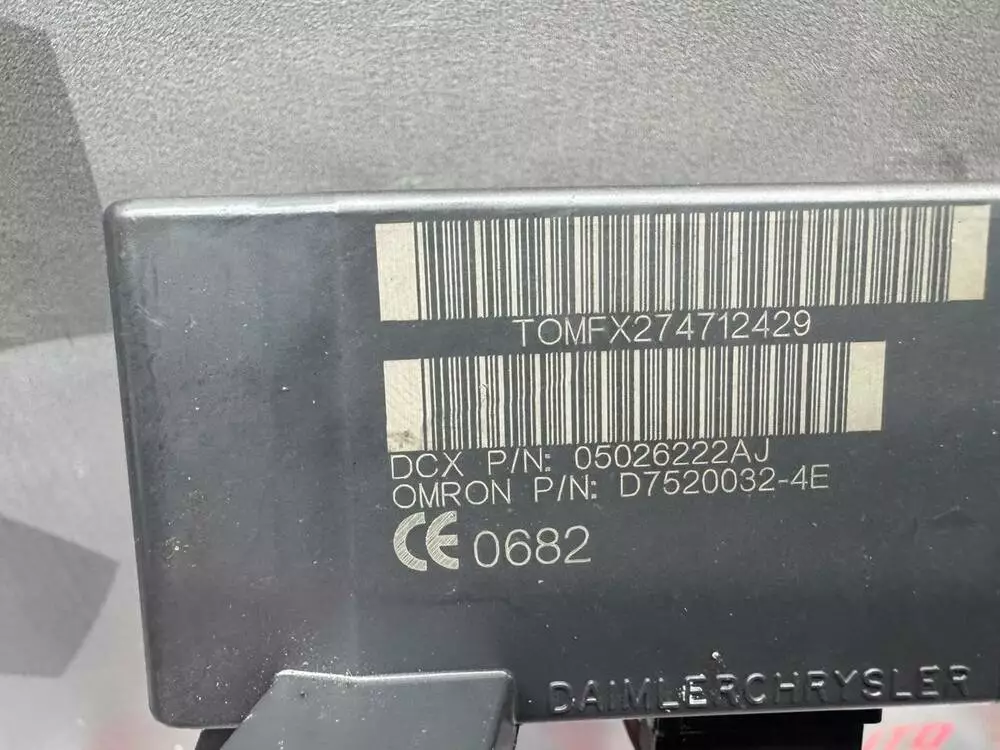 TOMFX274712429
DCX P/N: 05026222AJ
OMRON P/N: D7520032-4E
CE 0682
DAIMLERCHRYSLER